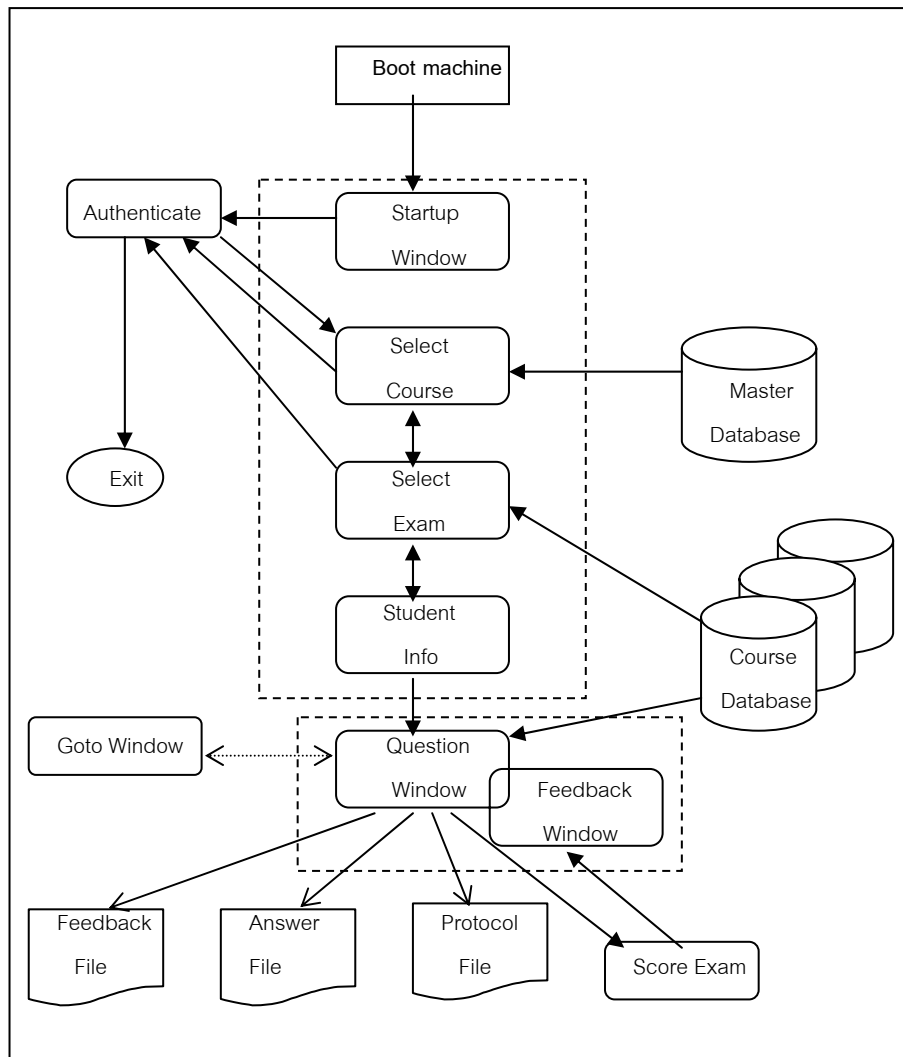 Boot machine
Authenticate
Startup
Window
Select
Course
Master
Database
Exit
Select
Exam
Student
Info
Course
Database
Goto Window
Question
Window
Feedback
Window
Feedback
File
Answer
File
Protocol
File
Score Exam